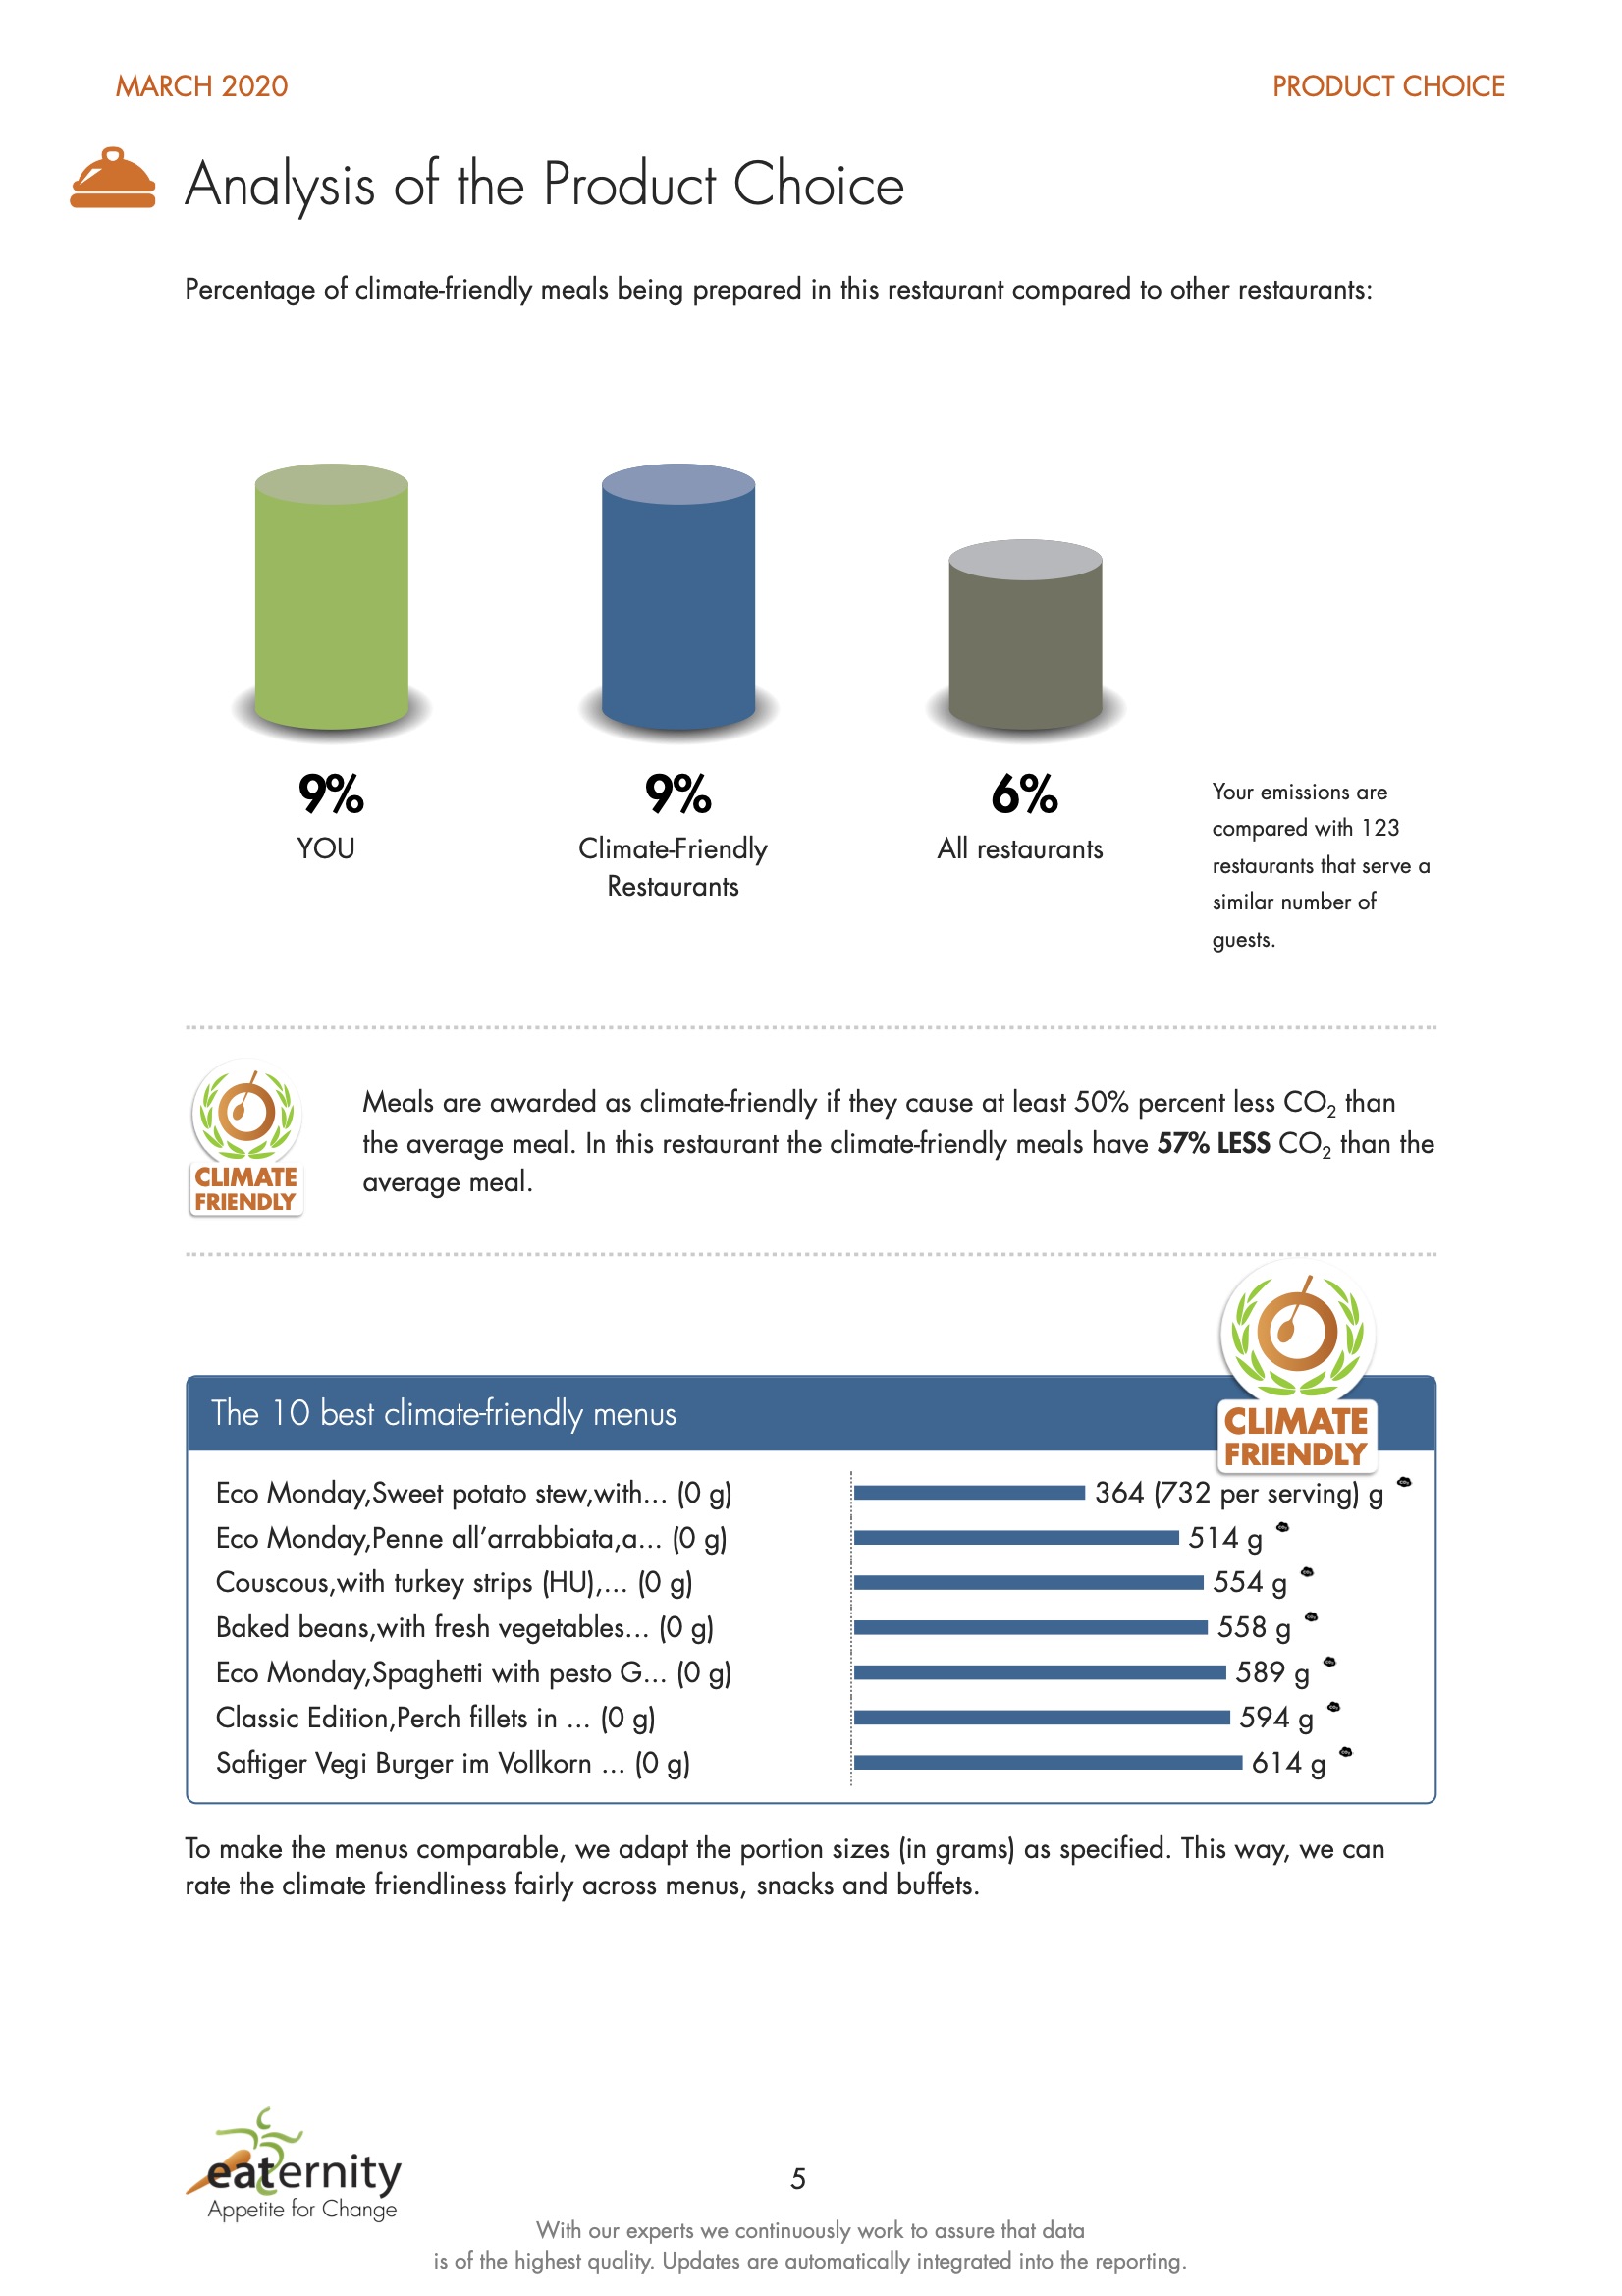 MARCH 2020
PRODUCT CHOICE
Analysis of the Product Choice
Percentage of climate-friendly meals being prepared in this restaurant compared to other restaurants:
9%
YOU
9%
Climate-Friendly
Restaurants
6%
All restaurants
Your emissions are
compared with 123
restaurants that serve a
similar number of
guests.
CLIMATE
FRIENDLY
Meals are awarded as climate-friendly if they cause at least 50% percent less CO₂ than
the average meal. In this restaurant the climate-friendly meals have 57% LESS CO₂ than the
average meal.
The 10 best climate-friendly menus
CLIMATE
FRIENDLY
Eco Monday,Sweet potato stew,with... (0 g) 364 (732 per serving) g
Eco Monday,Penne all'arrabbiata,a... (0 g) 514 g
Couscous,with turkey strips (HU),... (0 g) 554 g
Baked beans,with fresh vegetables... (0 g) 558 g
Eco Monday,Spaghetti with pesto G... (0 g) 589 g
Classic Edition,Perch fillets in ... (0 g) 594 g
Saftiger Vegi Burger im Vollkorn ... (0 g) 614 g
To make the menus comparable, we adapt the portion sizes (in grams) as specified. This way, we can
rate the climate friendliness fairly across menus, snacks and buffets.
eaternity
Appetite for Change
5
With our experts we continuously work to assure that data
is of the highest quality. Updates are automatically integrated into the reporting.